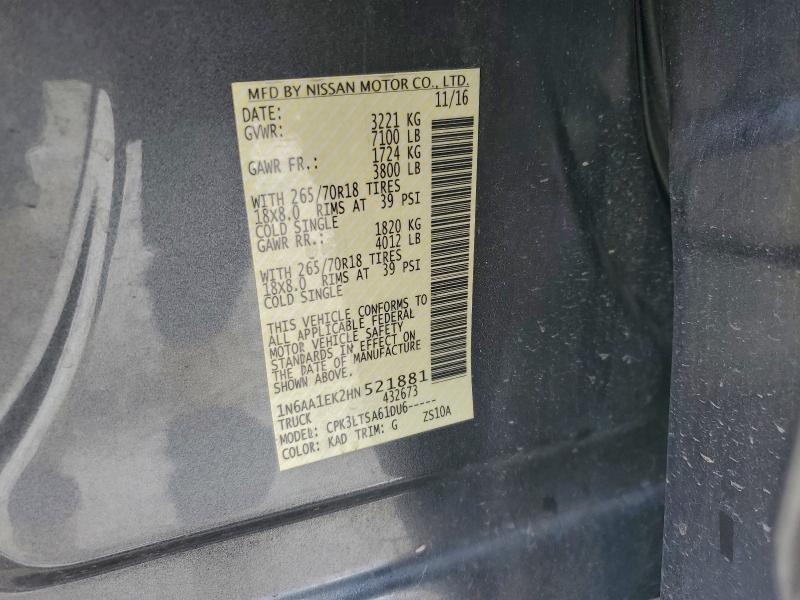 MFD BY NISSAN MOTOR CO., LTD.
DATE: 11/16
GVWR: 3221 KG
7100 LB
GAWR FR.: 1724 KG
3800 LB
WITH 265/70R18 TIRES
18X8.0 RIMS AT 39 PSI
COLD SINGLE
GAWR RR.: 1820 KG
4012 LB
WITH 265/70R18 TIRES
18X8.0 RIMS AT 39 PSI
COLD SINGLE
THIS VEHICLE CONFORMS TO
ALL APPLICABLE FEDERAL
MOTOR VEHICLE SAFETY
STANDARDS IN EFFECT ON
THE DATE OF MANUFACTURE
SHOWN ABOVE.
1N6AA1EK2HN521881
TRUCK 432673
MODEL: CPK3LTSA61DU6-----
COLOR: KAD TRIM: G ZS10A